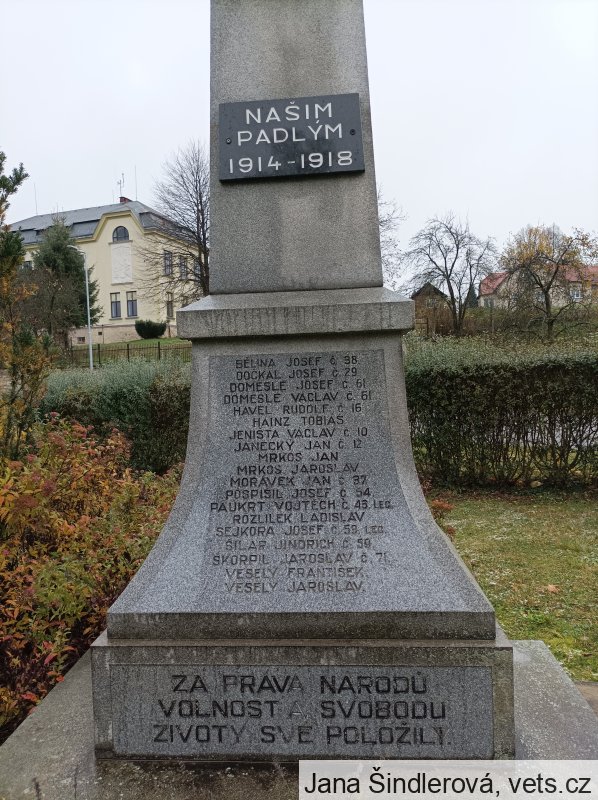 NAŠIM
PADLÝM
1914-1918
BĚLINA JOSEF Č. 38
DOČKAL JOSEF Č. 29
DOMESLE JOSEF Č. 61
DOMESLE VÁCLAV Č. 61
HAVEL RUDOLF Č. 16
HAINZ TOBIÁŠ
JENIŠTA VÁCLAV Č. 10
JANEČKY JAN Č. 12
MRKOS JAN
MRKOS JAROSLAV
MORÁVEK JAN Č. 37
POSPÍŠIL JOSEF Č. 54
PAUKRT VOJTĚCH Č. 43 LEG.
ROZLÍLEK LADISLAV
SEJKORA JOSEF Č. 59 LEG.
ŠILAR JINDŘICH Č. 59.
ŠKORPIL JAROSLAV Č. 71.
VESELÝ FRANTIŠEK.
VESELÝ JAROSLAV.
ZA PRÁVA NÁRODŮ
VOLNOST A SVOBODU
ŽIVOTY SVÉ POLOŽILI.
Jana Šindlerová, vets.cz